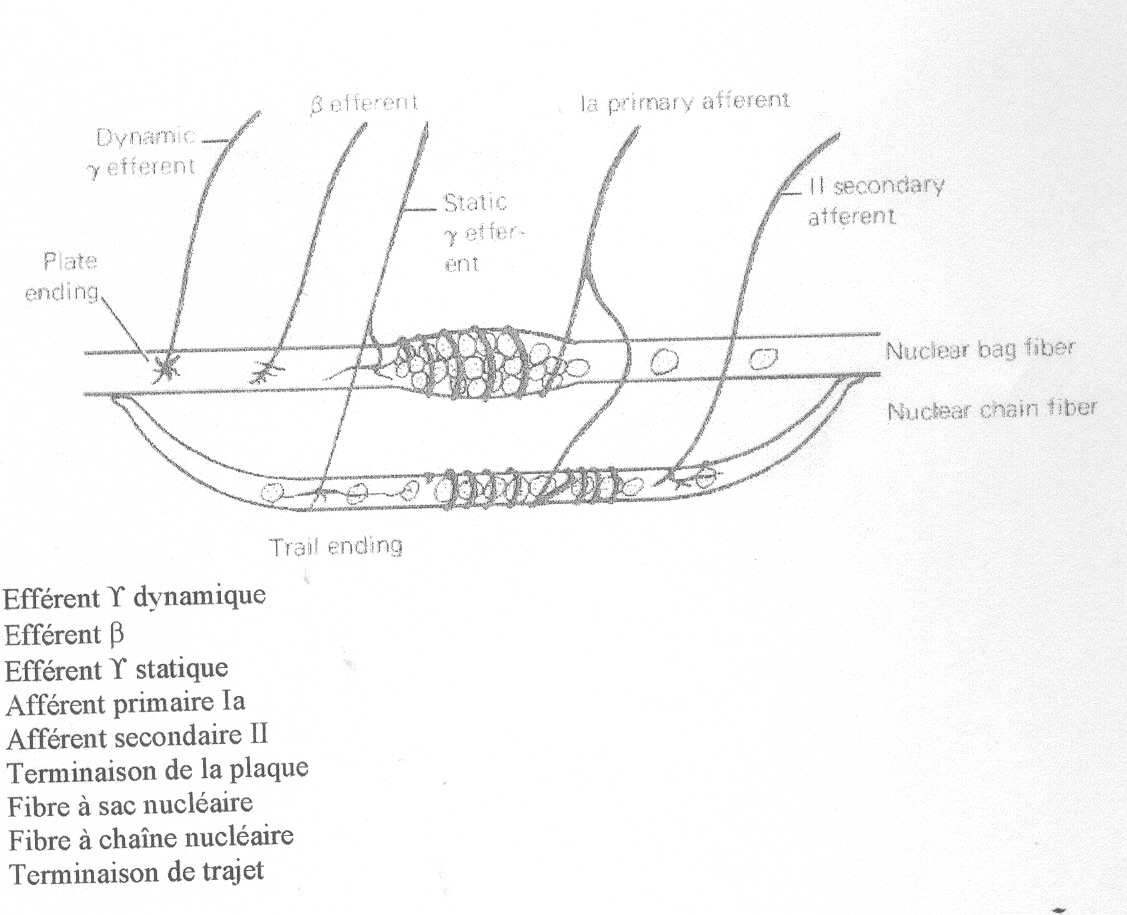 β efferent
Ia primary afferent
Dynamic
γ efferent
II secondary
afferent
Static
γ effer-
ent
Plate
ending
Nuclear bag fiber
Nuclear chain fiber
Trail ending
Efférent ϒ dynamique
Efférent β
Efférent ϒ statique
Afférent primaire Ia
Afférent secondaire II
Terminaison de la plaque
Fibre à sac nucléaire
Fibre à chaîne nucléaire
Terminaison de trajet